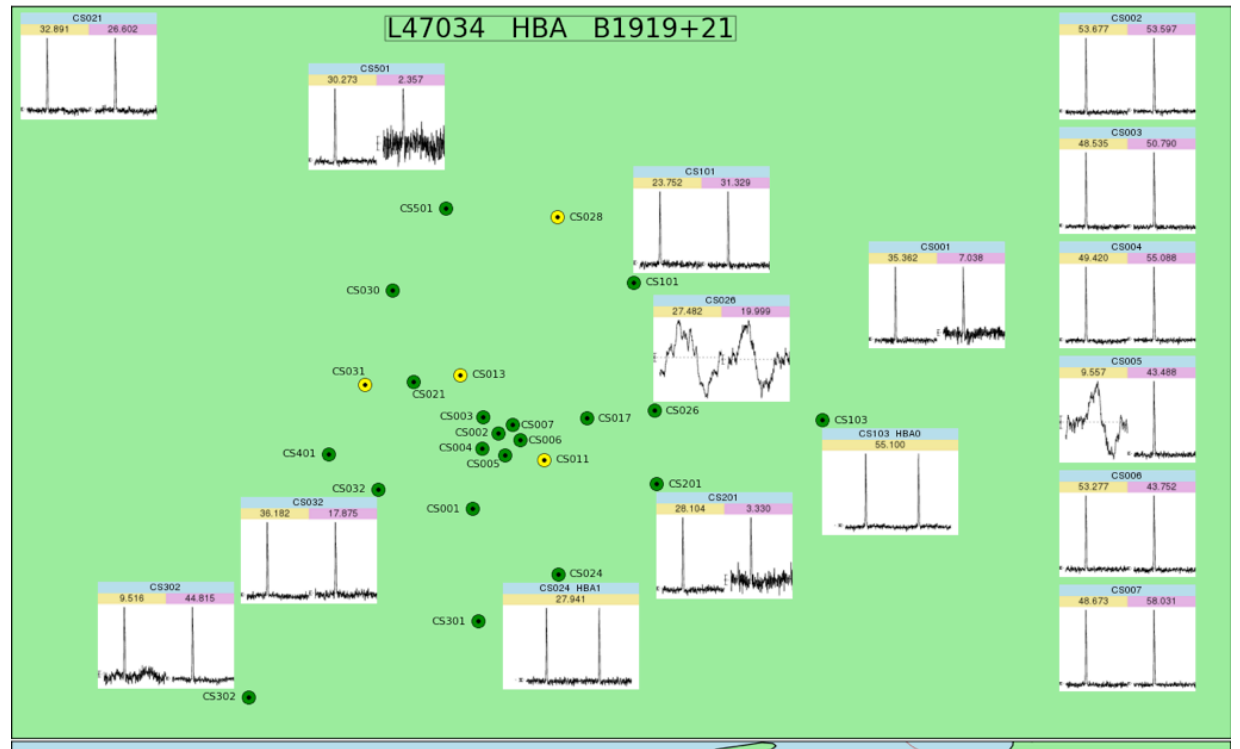 L47034 HBA B1919+21
CS021
32.891 26.602
CS501
30.273 2.357
CS002
53.677 53.597
CS003
48.535 50.790
CS101
23.752 31.329
CS501
CS028
CS001
35.362 7.038
CS004
49.420 55.088
CS030
CS101
CS026
27.482 19.999
CS031
CS013
CS021
CS005
9.557 43.488
CS003
CS007
CS017
CS026
CS103
CS002
CS006
CS103 HBA0
55.100
CS004
CS005
CS011
CS401
CS006
53.277 43.752
CS032
CS201
CS032
36.182 17.875
CS001
CS201
28.104 3.330
CS024
CS302
9.516 44.815
CS024 HBA1
27.941
CS007
48.673 58.031
CS301
CS302